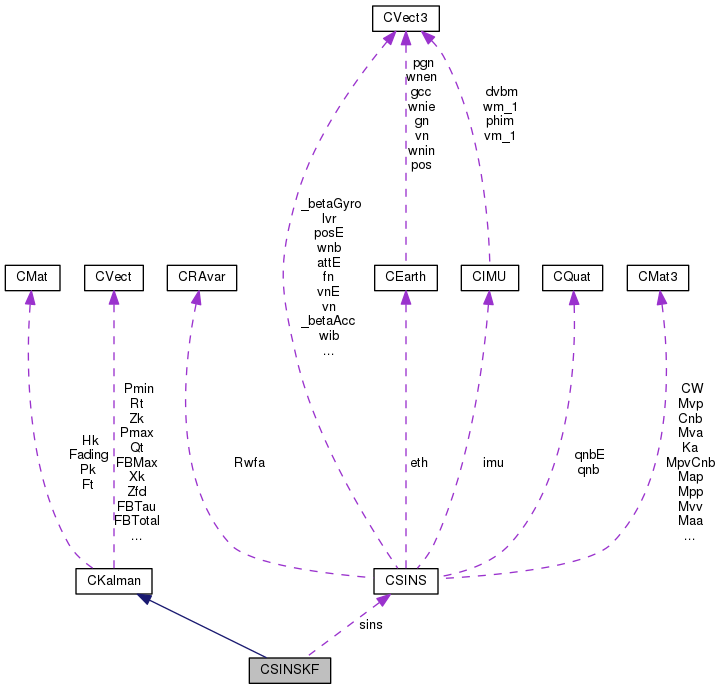 CVect3
pgn
wnen
gcc
wnie
gn
vn
wnin
pos
dvbm
wm_1
phim
vm_1
_betaGyro
lvr
posE
wnb
attE
fn
vnE
vn
_betaAcc
wib
...
CMat
CVect
CRAvar
CEarth
CIMU
CQuat
CMat3
Hk
Fading
Pk
Ft
Pmin
Rt
Zk
Pmax
Qt
FBMax
Xk
Zfd
FBTau
FBTotal
...
Rwfa
eth
imu
qnbE
qnb
CW
Mvp
Cnb
Mva
Ka
MpvCnb
Map
Mpp
Mvv
Maa
...
CKalman
CSINS
sins
CSINSKF